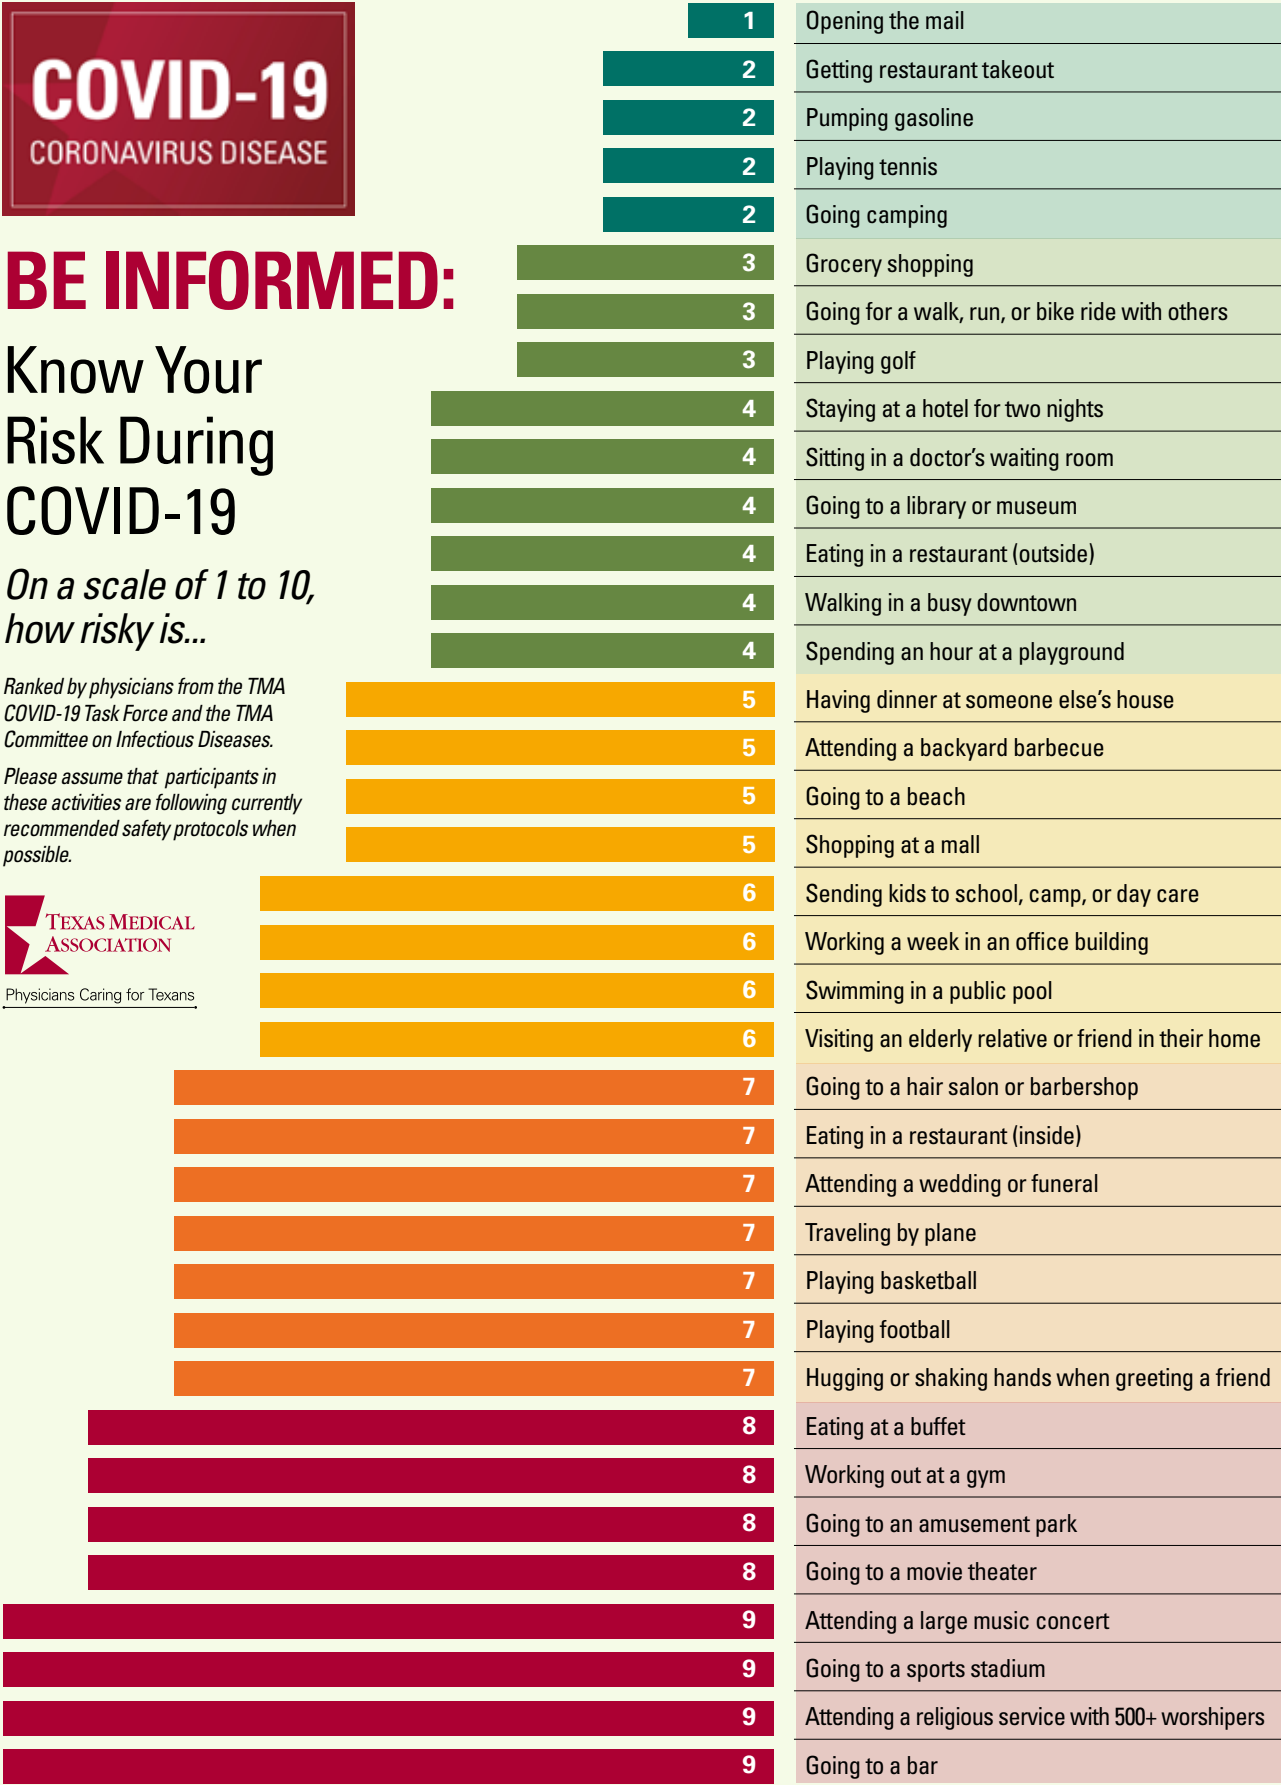 COVID-19
CORONAVIRUS DISEASE
BE INFORMED:
Know Your
Risk During
COVID-19
On a scale of 1 to 10,
how risky is...
Ranked by physicians from the TMA
COVID-19 Task Force and the TMA
Committee on Infectious Diseases.
Please assume that participants in
these activities are following currently
recommended safety protocols when
possible.
TEXAS MEDICAL
ASSOCIATION
Physicians Caring for Texans
1 Opening the mail
2 Getting restaurant takeout
2 Pumping gasoline
2 Playing tennis
2 Going camping
3 Grocery shopping
3 Going for a walk, run, or bike ride with others
3 Playing golf
4 Staying at a hotel for two nights
4 Sitting in a doctor's waiting room
4 Going to a library or museum
4 Eating in a restaurant (outside)
4 Walking in a busy downtown
4 Spending an hour at a playground
5 Having dinner at someone else's house
5 Attending a backyard barbecue
5 Going to a beach
5 Shopping at a mall
6 Sending kids to school, camp, or day care
6 Working a week in an office building
6 Swimming in a public pool
6 Visiting an elderly relative or friend in their home
7 Going to a hair salon or barbershop
7 Eating in a restaurant (inside)
7 Attending a wedding or funeral
7 Traveling by plane
7 Playing basketball
7 Playing football
7 Hugging or shaking hands when greeting a friend
8 Eating at a buffet
8 Working out at a gym
8 Going to an amusement park
8 Going to a movie theater
9 Attending a large music concert
9 Going to a sports stadium
9 Attending a religious service with 500+ worshipers
9 Going to a bar